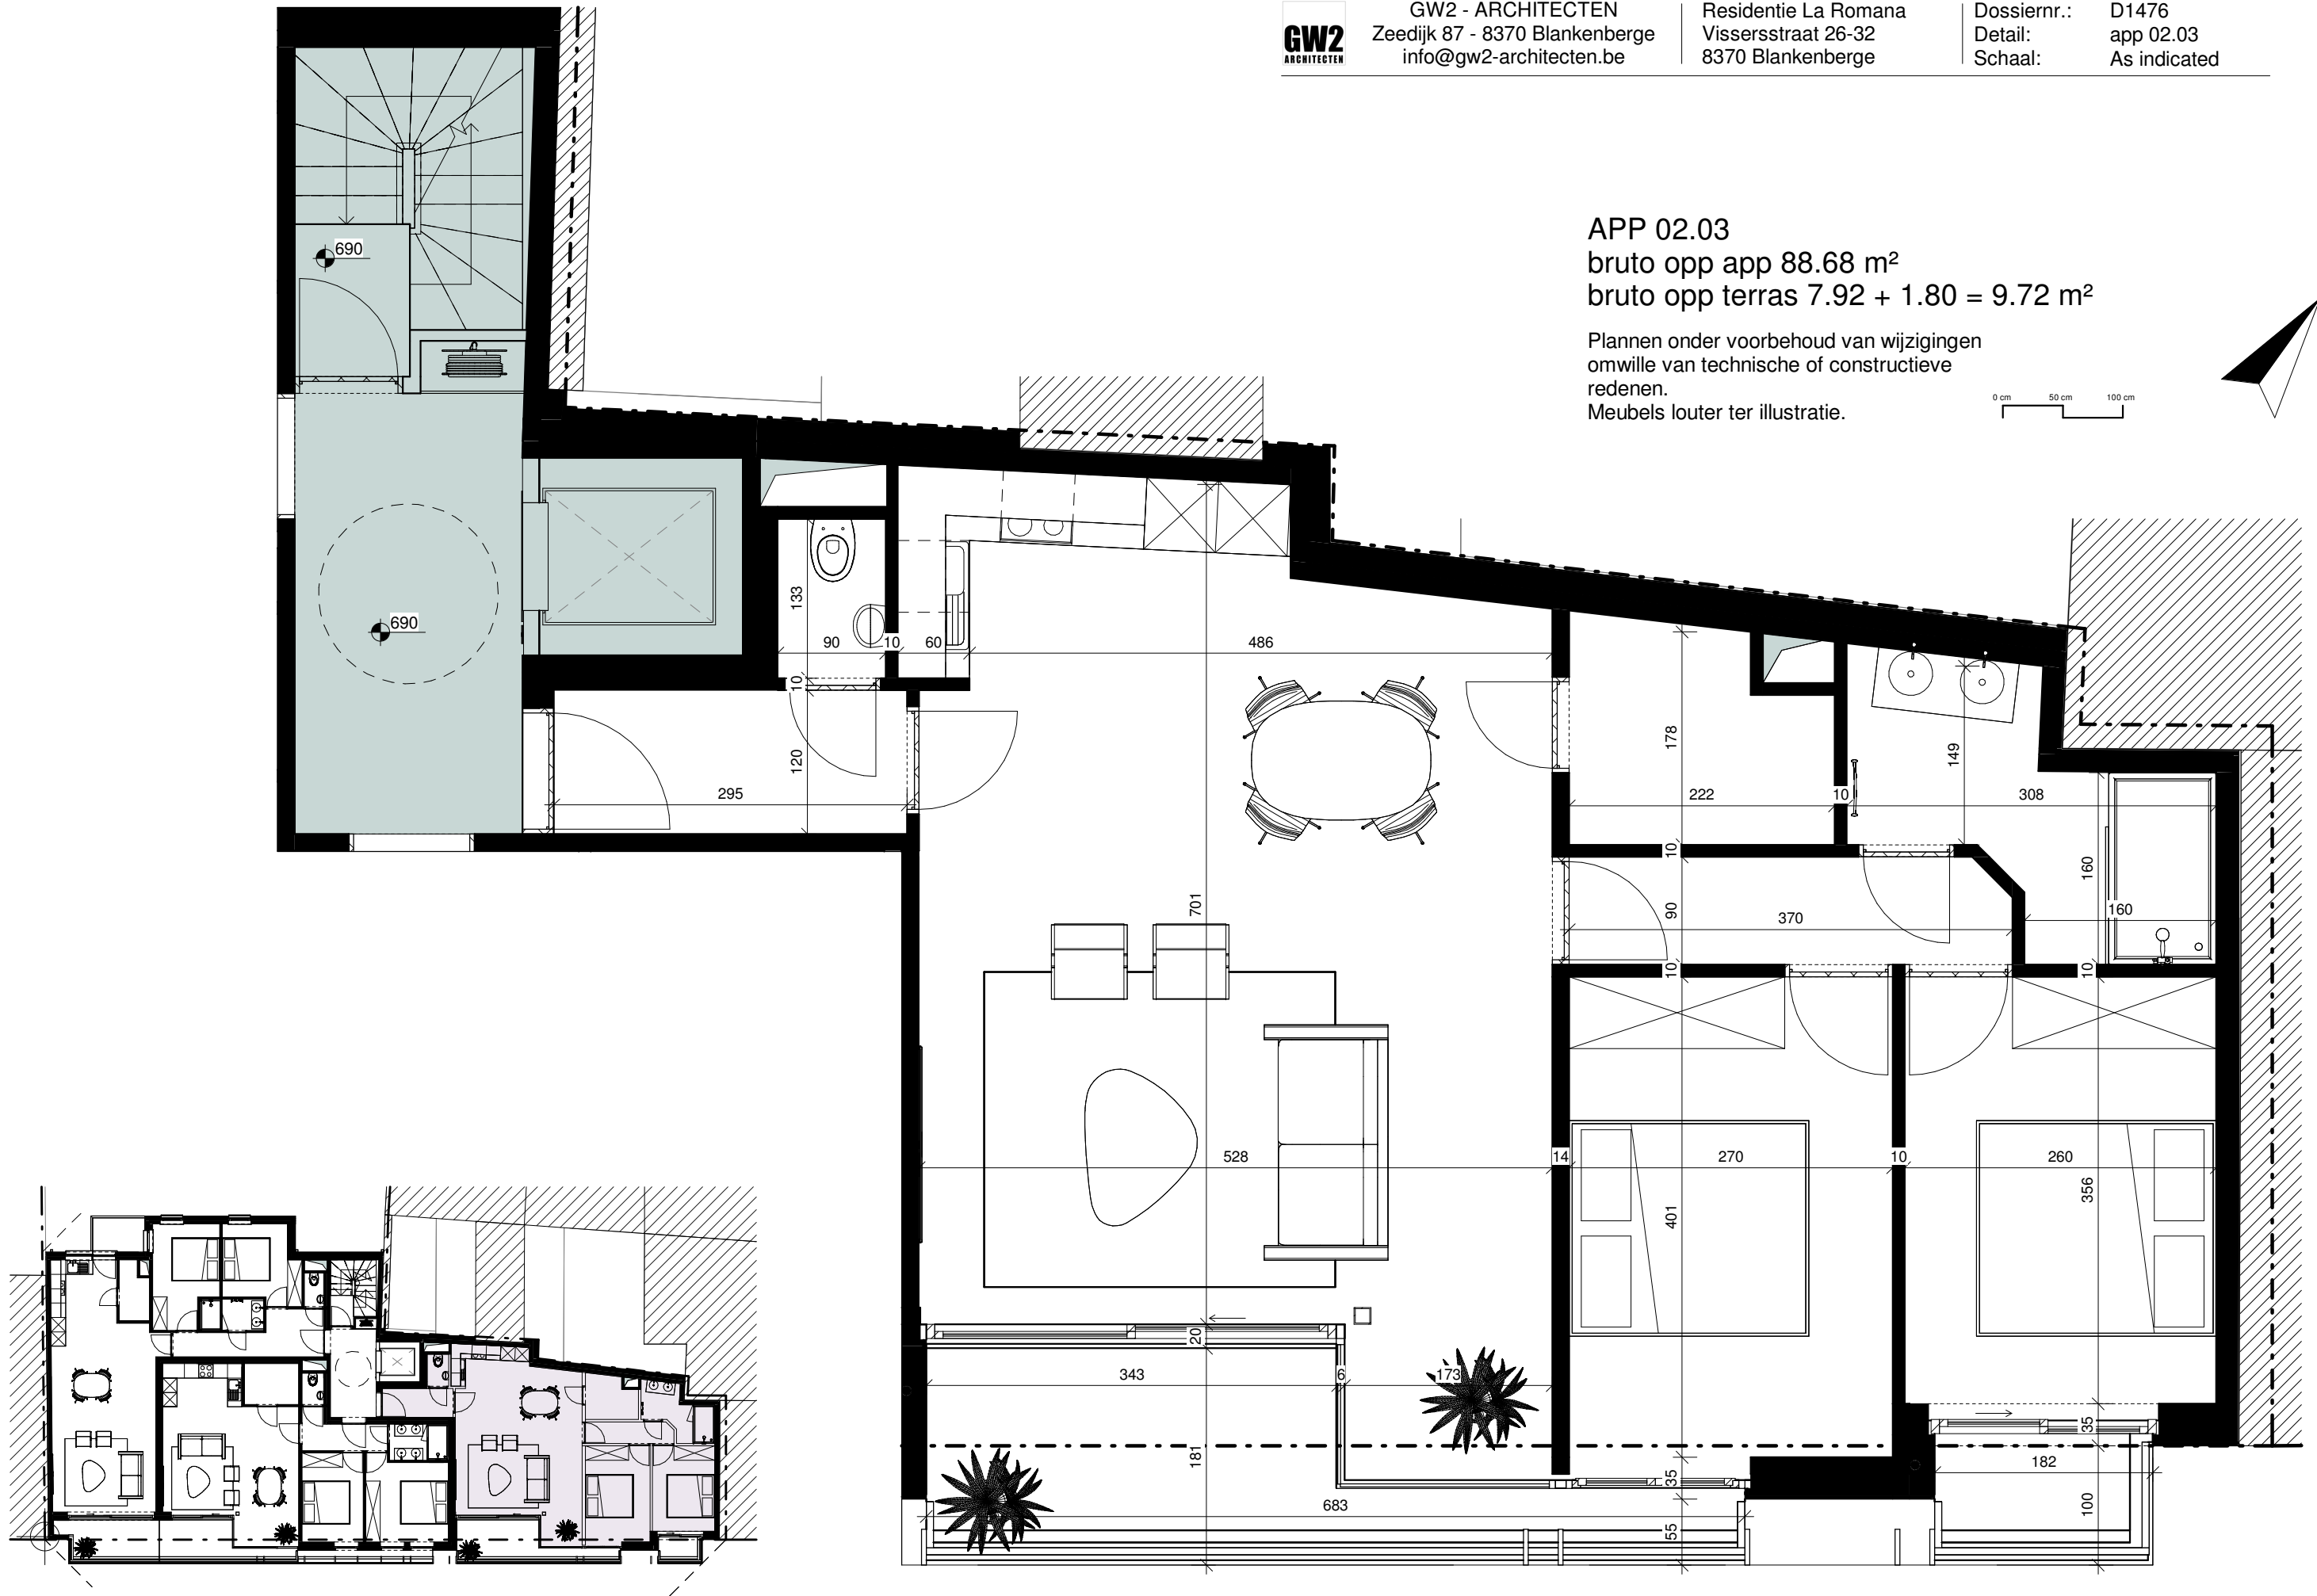 GW2
ARCHITECTEN
GW2 - ARCHITECTEN
Zeedijk 87 - 8370 Blankenberge
info@gw2-architecten.be
Residentie La Romana
Vissersstraat 26-32
8370 Blankenberge
Dossiernr.: D1476
Detail: app 02.03
Schaal: As indicated
APP 02.03
bruto opp app 88.68 m²
bruto opp terras 7.92 + 1.80 = 9.72 m²
Plannen onder voorbehoud van wijzigingen
omwille van technische of constructieve
redenen.
Meubels louter ter illustratie.
0 cm 50 cm 100 cm
690
690
133
90 10 60 486
10
120
295
178
149
222 10 308
10
160
701
90
370
160
10 10
528 14 270 10 260
356
401
20
343 6 173
35
181
182
35
683
100
55